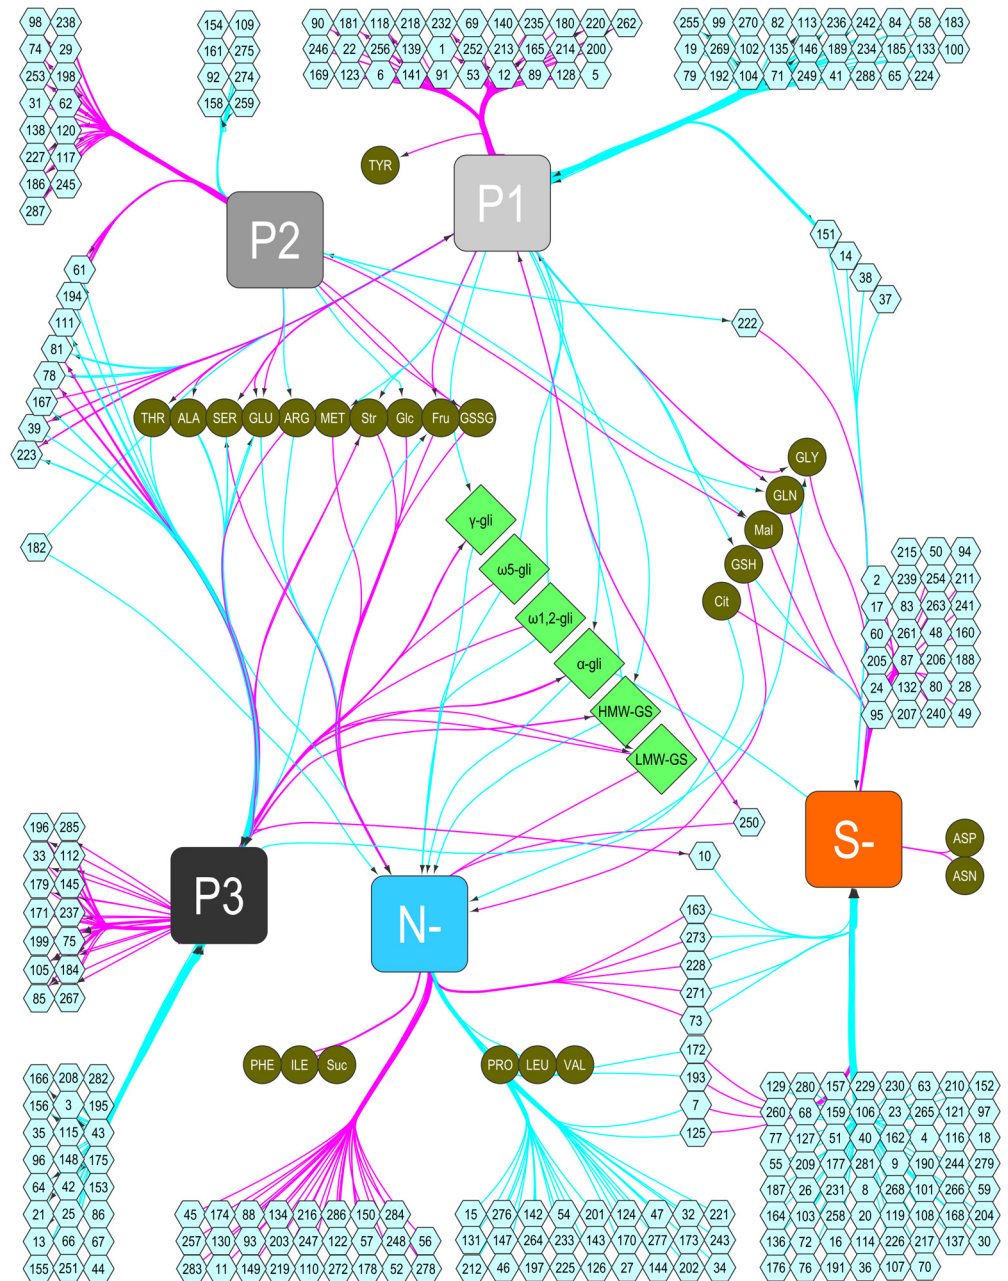 98 238
74 29
253 198
31 62
138 120
227 117
186 245
287
154 109
161 275
92 274
158 259
90 181 118 218 232 69 140 235 180 220 262
246 22 256 139 1 252 213 165 214 200
169 123 6 141 91 53 12 89 128 5
255 99 270 82 113 236 242 84 58 183
19 269 102 135 146 189 234 185 133 100
79 192 104 71 249 41 288 65 224
TYR
P1
P2
151
14
38
37
61
194
111
81
78
167
39
223
222
THR ALA SER GLU ARG MET Str Glc Fru GSSG
GLY
GLN
Mal
GSH
Cit
182
γ-gli
ω5-gli
ω1,2-gli
α-gli
HMW-GS
LMW-GS
215 50 94
2 239 254 211
17 83 263 241
60 261 48 160
205 87 206 188
24 132 80 28
95 207 240 49
250
10
S-
ASP
ASN
196 285
33 112
179 145
171 237
199 75
105 184
85 267
P3
N-
163
273
228
271
73
172
193
7
125
PHE ILE Suc
PRO LEU VAL
166 208 282
156 3 195
35 115 43
96 148 175
64 42 153
21 25 86
13 66 67
155 251 44
45 174 88 134 216 286 150 284
257 130 93 203 247 122 57 248 56
283 11 149 219 110 272 178 52 278
15 276 142 54 201 124 47 32 221
131 147 264 233 143 170 277 173 243
212 46 197 225 126 27 144 202 34
129 280 157 229 230 63 210 152
260 68 159 106 23 265 121 97
77 127 51 40 162 4 116 18
55 209 177 281 9 190 244 279
187 26 231 8 268 101 266 59
164 103 258 20 119 108 168 204
136 72 16 114 226 217 137 30
176 76 191 36 107 70